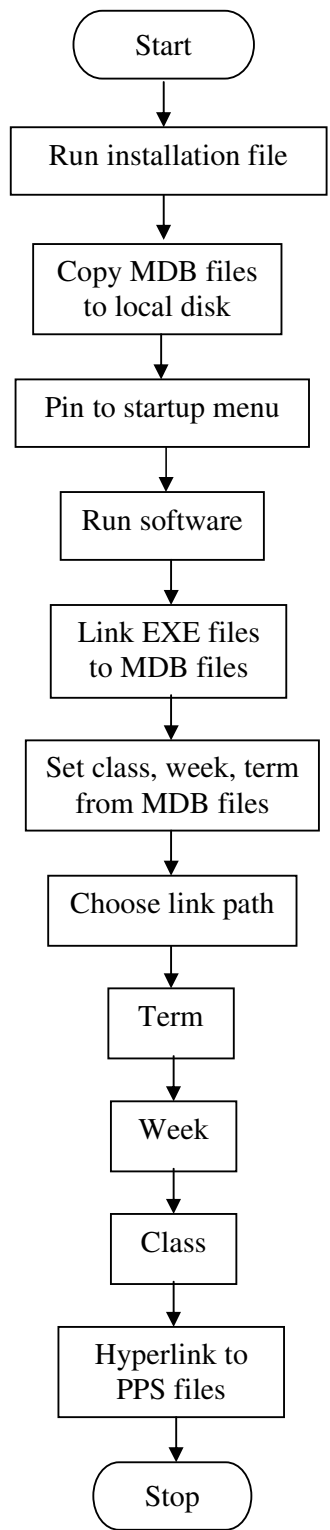 Start
Run installation file
Copy MDB files
to local disk
Pin to startup menu
Run software
Link EXE files
to MDB files
Set class, week, term
from MDB files
Choose link path
Term
Week
Class
Hyperlink to
PPS files
Stop